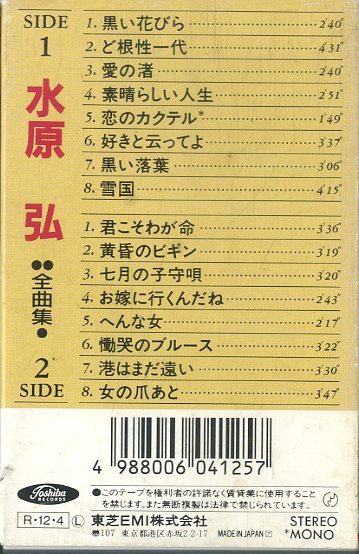 SIDE 1
1. 黒い花びら 2'40"
2. ど根性一代 4'31"
3. 愛の渚 2'40"
4. 素晴らしい人生 2'51"
5. 恋のカクテル* 1'49"
6. 好きと云ってよ 3'37"
7. 黒い落葉 3'06"
8. 雪国 4'15"
水原 弘
●●全曲集●
1. 君こそわが命 3'36"
2. 黄昏のビギン 3'19"
3. 七月の子守唄 3'20"
4. お嫁に行くんだね 2'43"
5. へんな女 2'17"
6. 慟哭のブルース 3'22"
7. 港はまだ遠い 3'30"
8. 女の爪あと 3'47"
2 SIDE
4 988006 041257
Toshiba RECORDS
●このテープを権利者の許諾なく賃貸業に使用することを禁じます。また無断複製は法律で禁じられています。
R・12・4 Ⓛ 東芝EMI株式会社 STEREO
〒107 東京都港区赤坂2-2-17 MADE IN JAPAN *MONO